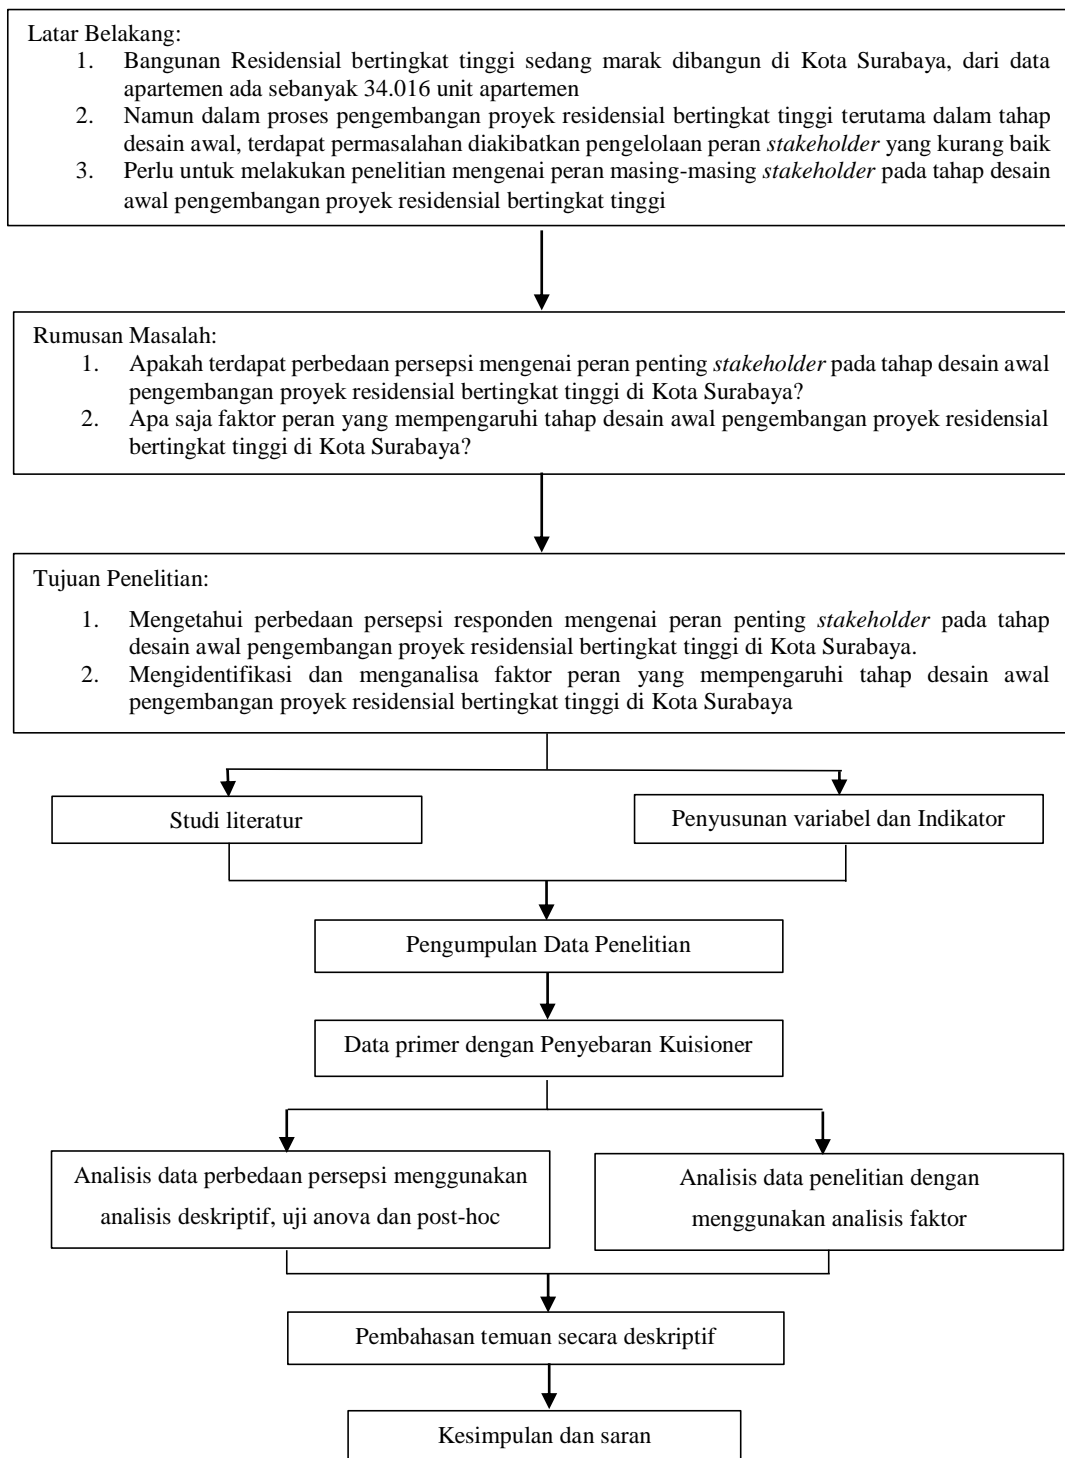 Latar Belakang:
1. Bangunan Residensial bertingkat tinggi sedang marak dibangun di Kota Surabaya, dari data
apartemen ada sebanyak 34.016 unit apartemen
2. Namun dalam proses pengembangan proyek residensial bertingkat tinggi terutama dalam tahap
desain awal, terdapat permasalahan diakibatkan pengelolaan peran stakeholder yang kurang baik
3. Perlu untuk melakukan penelitian mengenai peran masing-masing stakeholder pada tahap desain
awal pengembangan proyek residensial bertingkat tinggi
Rumusan Masalah:
1. Apakah terdapat perbedaan persepsi mengenai peran penting stakeholder pada tahap desain awal
pengembangan proyek residensial bertingkat tinggi di Kota Surabaya?
2. Apa saja faktor peran yang mempengaruhi tahap desain awal pengembangan proyek residensial
bertingkat tinggi di Kota Surabaya?
Tujuan Penelitian:
1. Mengetahui perbedaan persepsi responden mengenai peran penting stakeholder pada tahap
desain awal pengembangan proyek residensial bertingkat tinggi di Kota Surabaya.
2. Mengidentifikasi dan menganalisa faktor peran yang mempengaruhi tahap desain awal
pengembangan proyek residensial bertingkat tinggi di Kota Surabaya
Studi literatur
Penyusunan variabel dan Indikator
Pengumpulan Data Penelitian
Data primer dengan Penyebaran Kuisioner
Analisis data perbedaan persepsi menggunakan
analisis deskriptif, uji anova dan post-hoc
Analisis data penelitian dengan
menggunakan analisis faktor
Pembahasan temuan secara deskriptif
Kesimpulan dan saran